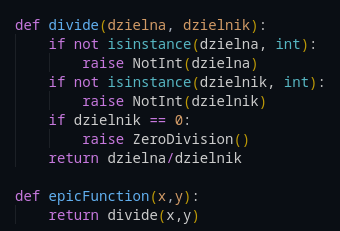 def divide(dzielna, dzielnik):
    if not isinstance(dzielna, int):
        raise NotInt(dzielna)
    if not isinstance(dzielnik, int):
        raise NotInt(dzielnik)
    if dzielnik == 0:
        raise ZeroDivision()
    return dzielna/dzielnik

def epicFunction(x,y):
    return divide(x,y)